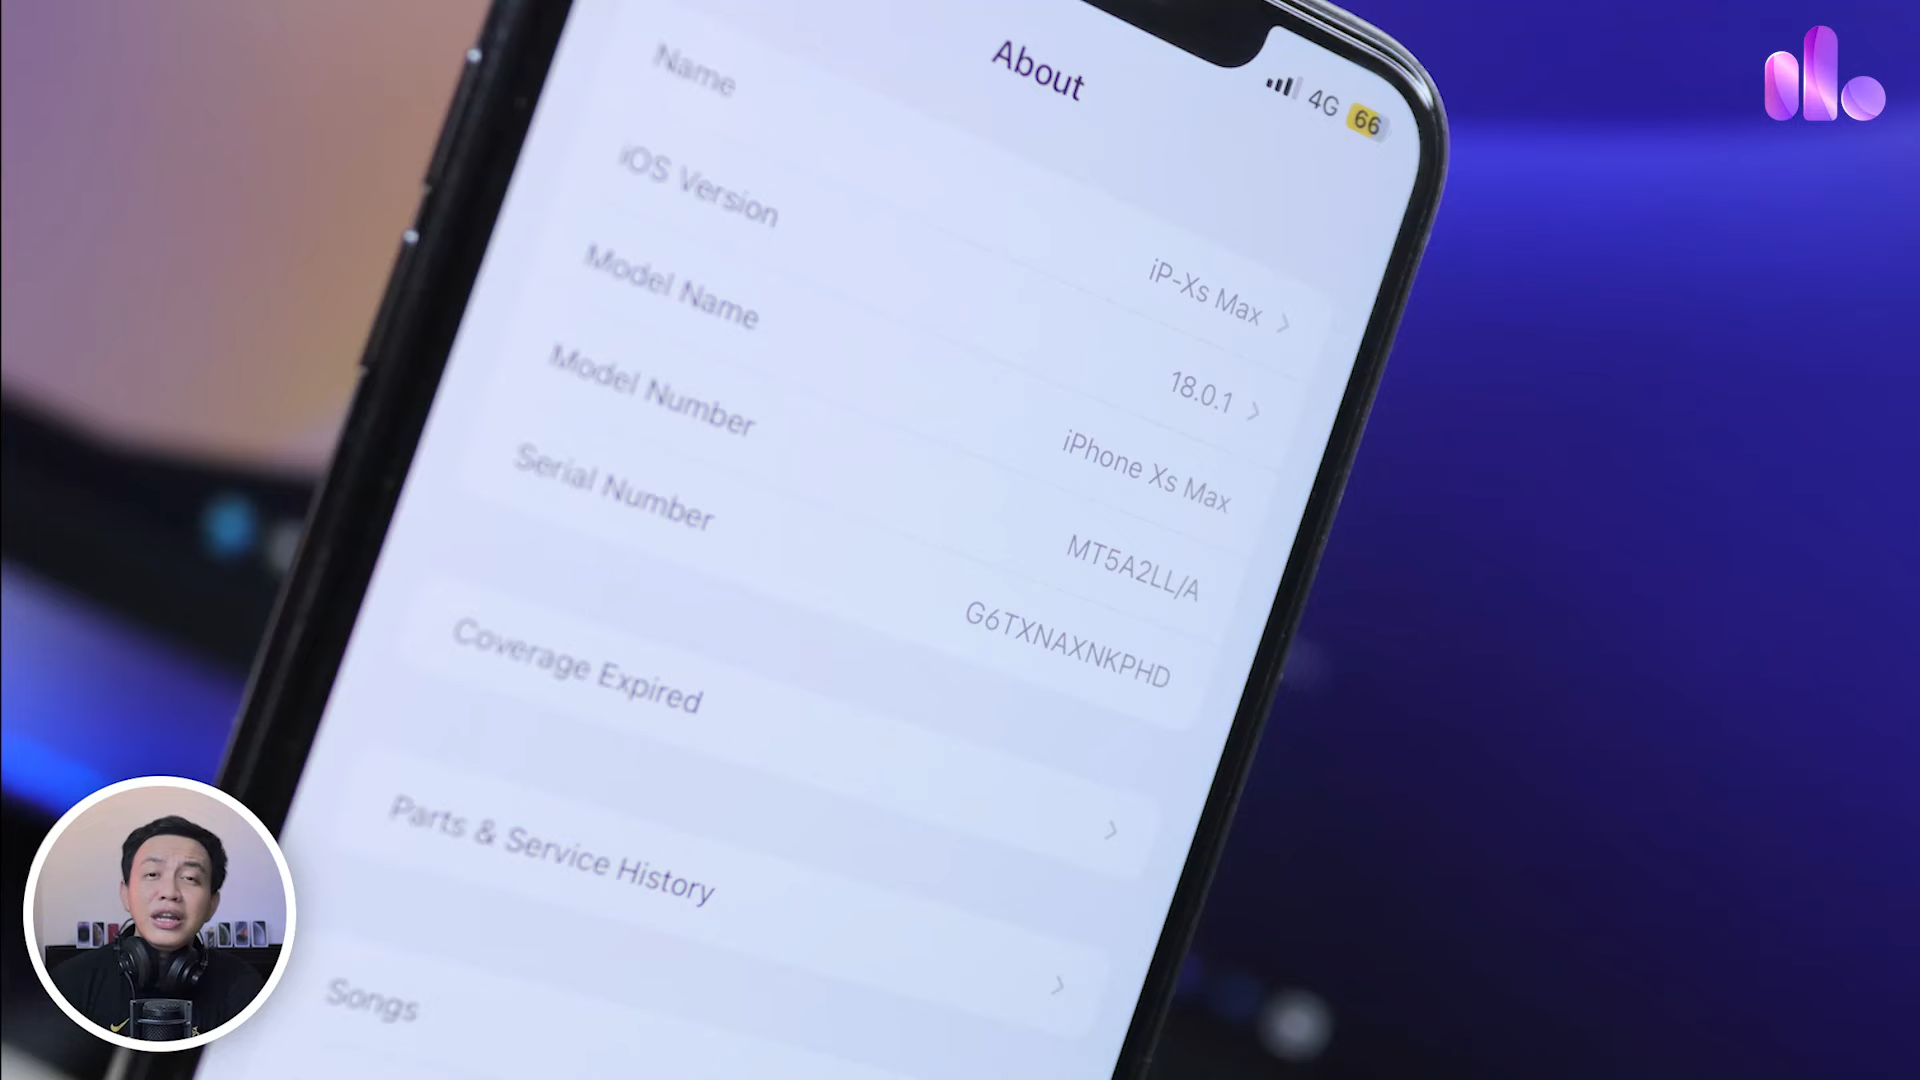 About
4G 66
Name
iP-Xs Max
iOS Version
18.0.1
Model Name
iPhone Xs Max
Model Number
MT5A2LL/A
Serial Number
G6TXNAXNKPHD
Coverage Expired
Parts & Service History
Songs